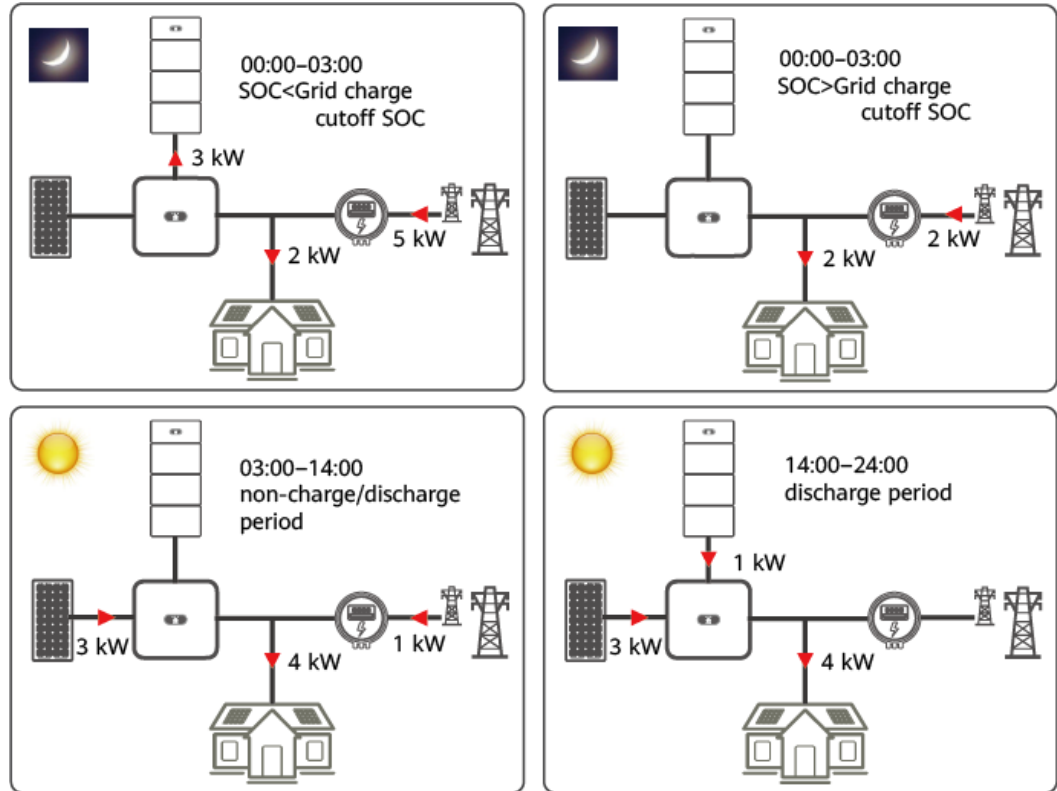 00:00–03:00
SOC<Grid charge
cutoff SOC
3 kW
5 kW
2 kW
00:00–03:00
SOC>Grid charge
cutoff SOC
2 kW
2 kW
03:00–14:00
non-charge/discharge
period
3 kW
1 kW
4 kW
14:00–24:00
discharge period
1 kW
3 kW
4 kW